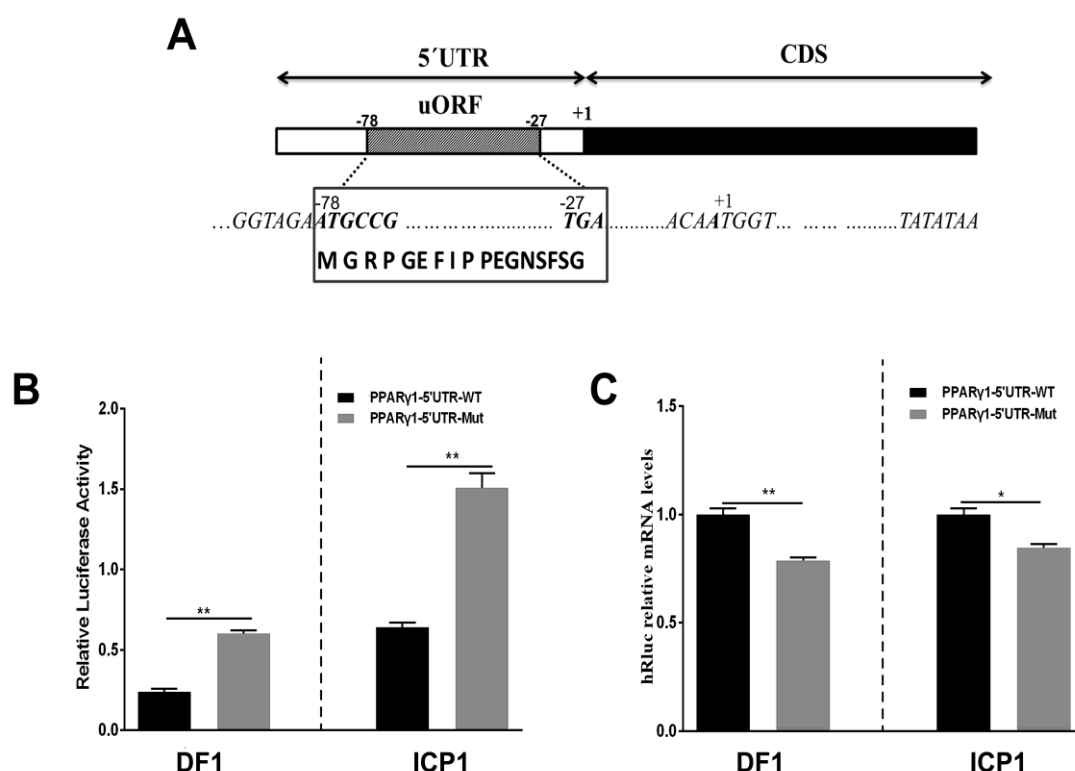 A
5´UTR CDS
uORF
-78 -27 +1
-78 -27 +1
...GGTAGAATGCCG ......................... TGA...........ACAATGGT... ...... ..........TATATAA
M G R P GEF I P PEGNSFSG
B
PPARγ1-5'UTR-WT
PPARγ1-5'UTR-Mut
Relative Luciferase Activity
2.0
1.5
1.0
0.5
0.0
**
**
DF1 ICP1
C
PPARγ1-5'UTR-WT
PPARγ1-5'UTR-Mut
hRluc relative mRNA levels
1.5
1.0
0.5
0.0
**
*
DF1 ICP1